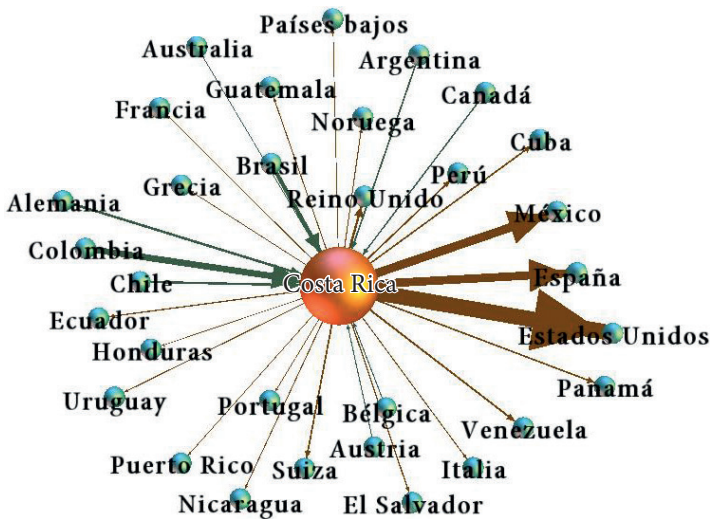 Países bajos
Australia
Argentina
Guatemala
Canadá
Francia
Noruega
Cuba
Brasil
Perú
Grecia
Reino Unido
Alemania
México
Colombia
España
Chile
Costa Rica
Ecuador
Estados Unidos
Honduras
Panamá
Uruguay
Portugal
Bélgica
Venezuela
Austria
Puerto Rico
Suiza
Italia
Nicaragua
El Salvador